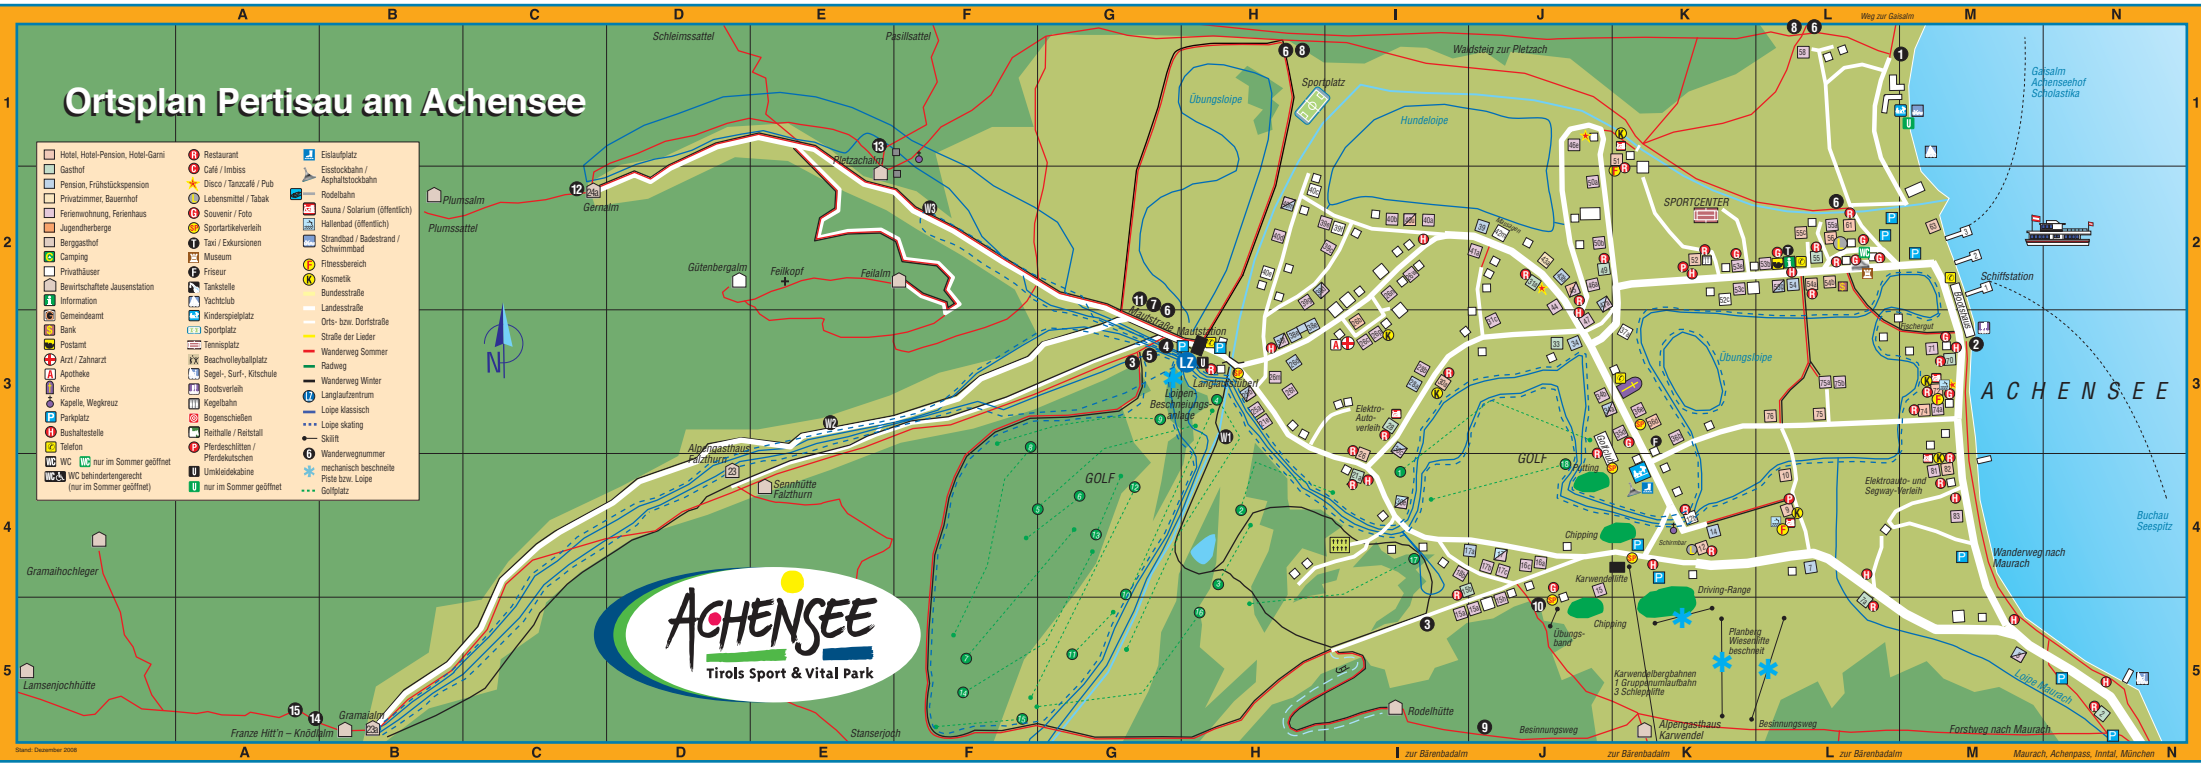 A B C D E F G H I J K L M N
Weg zur Gaisalm
Ortsplan Pertisau am Achensee
Hotel, Hotel-Pension, Hotel-Garni
Gasthof
Pension, Frühstückspension
Privatzimmer, Bauernhof
Ferienwohnung, Ferienhaus
Jugendherberge
Berggasthof
Camping
Privathäuser
Bewirtschaftete Jausenstation
Information
Gemeindeamt
Bank
Postamt
Arzt / Zahnarzt
Apotheke
Kirche
Kapelle, Wegkreuz
Parkplatz
Bushaltestelle
Telefon
WC WC nur im Sommer geöffnet
WC behindertengerecht
(nur im Sommer geöffnet)
Restaurant
Café / Imbiss
Disco / Tanzcafé / Pub
Lebensmittel / Tabak
Souvenir / Foto
Sportartikelverleih
Taxi / Exkursionen
Museum
Friseur
Tankstelle
Yachtclub
Kinderspielplatz
Sportplatz
Tennisplatz
Beachvolleyballplatz
Segel-, Surf-, Kitschule
Bootsverleih
Kegelbahn
Bogenschießen
Reithalle / Reitstall
Pferdeschlitten /
Pferdekutschen
Umkleidekabine
nur im Sommer geöffnet
Eislaufplatz
Eisstockbahn /
Asphaltstockbahn
Rodelbahn
Sauna / Solarium (öffentlich)
Hallenbad (öffentlich)
Strandbad / Badestrand /
Schwimmbad
Fitnessbereich
Kosmetik
Bundesstraße
Landesstraße
Orts- bzw. Dorfstraße
Straße der Lieder
Wanderweg Sommer
Radweg
Wanderweg Winter
Langlaufzentrum
Loipe klassisch
Loipe skating
Skilift
Wanderwegnummer
mechanisch beschneite
Piste bzw. Loipe
Golfplatz
Schleimssattel
Pasillsattel
Pletzachalm
Plumsalm
Plumssattel
Gernalm
Gütenbergalm
Feilkopf
Feilalm
N
Übungsloipe
Sportplatz
Waldsteig zur Pletzach
Hundeloipe
SPORTCENTER
Gaisalm
Achenseehof
Scholastika
Schiffstation
Bootshaus
Fischergut
Mautstraße
Mautstation
LZ
Langlaufstüberl
Loipen-
Beschneiungs-
anlage
Elektro-
Auto-
verleih
Übungsloipe
ACHENSEE
Golfclub
GOLF
Putting
GOLF
Alpengasthaus
Falzthurn
Sennhütte
Falzthurn
Elektroauto- und
Segway-Verleih
Buchau
Seespitz
Wanderweg nach
Maurach
Chipping
Schirmbar
Karwendellifte
Driving-Range
Chipping
Übungs-
band
Planberg
Wiesenlifte
beschneit
Karwendelbergbahnen
1 Gruppenumlaufbahn
3 Schlepplifte
Gramaihochleger
Lamsenjochhütte
ACHENSEE
Tirols Sport & Vital Park
Gramaialm
Franze Hitt'n – Knödlalm
Stanserjoch
Rodelhütte
Besinnungsweg
Alpengasthaus
Karwendel
Besinnungsweg
Loipe Maurach
Forstweg nach Maurach
Stand: Dezember 2008
zur Bärenbadalm
zur Bärenbadalm
zur Bärenbadalm
Maurach, Achenpass, Inntal, München
A B C D E F G H I J K L M N